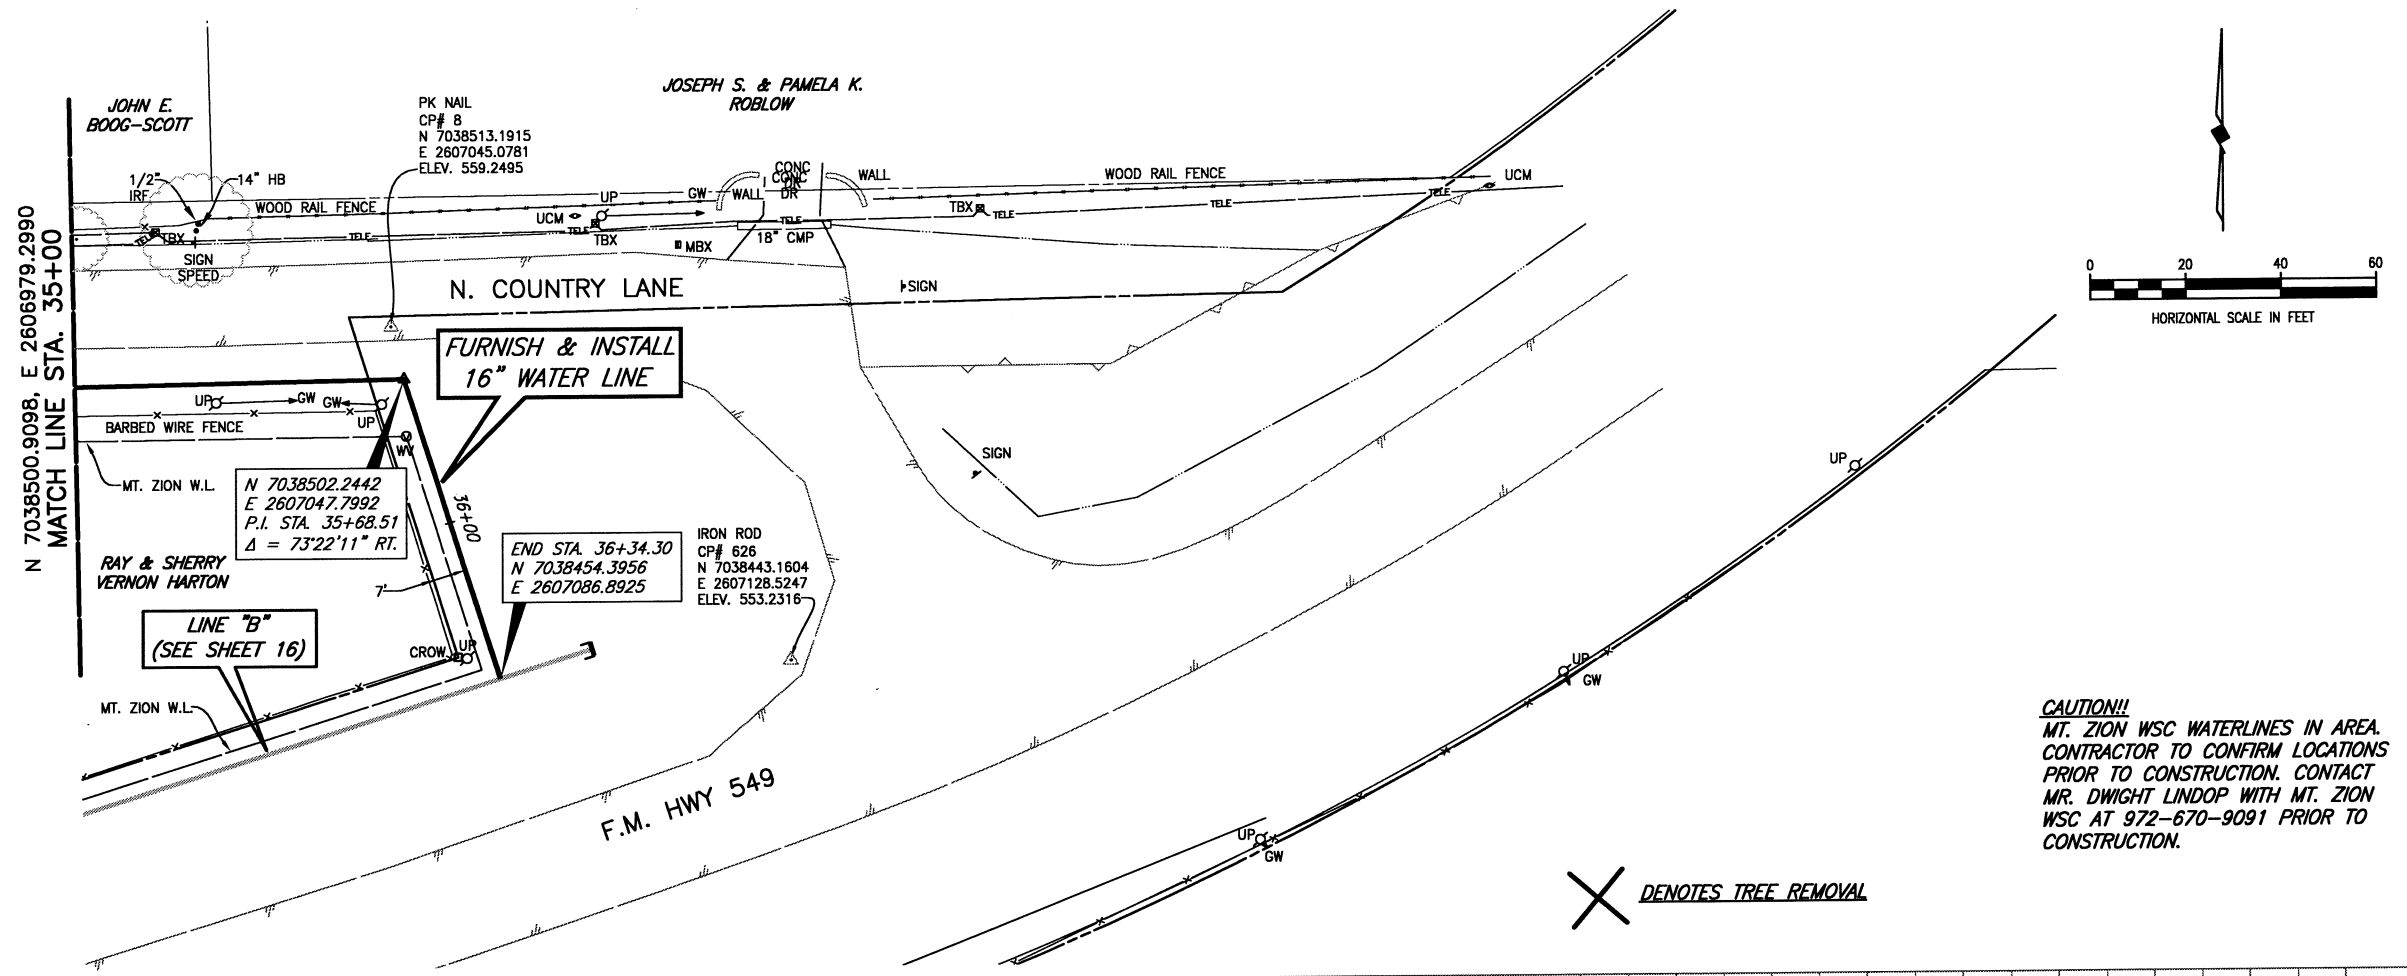 JOHN E.
BOOG-SCOTT
PK NAIL
CP# 8
N 7038513.1915
E 2607045.0781
ELEV. 559.2495
JOSEPH S. & PAMELA K.
ROBLOW
0 20 40 60
HORIZONTAL SCALE IN FEET
1/2"
IRF
14" HB
WOOD RAIL FENCE
TELE
TBX
SIGN
SPEED
TELE
UCM
UP
GW
TELE
TBX
MBX
WALL
CONC
CONC
DR
DR
WALL
TELE
18" CMP
WOOD RAIL FENCE
TBX
TELE
TELE
TELE
UCM
N. COUNTRY LANE
SIGN
N 7038500.9098, E 2606979.2990
MATCH LINE STA. 35+00
FURNISH & INSTALL
16" WATER LINE
UP
GW
GW
UP
BARBED WIRE FENCE
WV
MT. ZION W.L.
N 7038502.2442
E 2607047.7992
P.I. STA. 35+68.51
Δ = 73°22'11" RT.
36+00
SIGN
UP
RAY & SHERRY
VERNON HARTON
7'
END STA. 36+34.30
N 7038454.3956
E 2607086.8925
IRON ROD
CP# 626
N 7038443.1604
E 2607128.5247
ELEV. 553.2316
LINE "B"
(SEE SHEET 16)
CROW
UP
MT. ZION W.L.
UP
GW
F.M. HWY 549
UP
GW
CAUTION!!
MT. ZION WSC WATERLINES IN AREA.
CONTRACTOR TO CONFIRM LOCATIONS
PRIOR TO CONSTRUCTION. CONTACT
MR. DWIGHT LINDOP WITH MT. ZION
WSC AT 972-670-9091 PRIOR TO
CONSTRUCTION.
DENOTES TREE REMOVAL